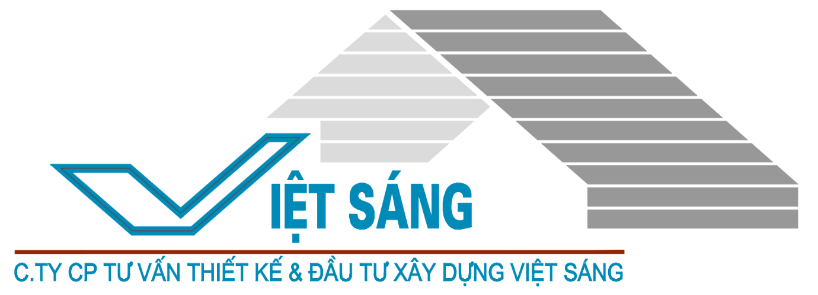 VIỆT SÁNG
C.TY CP TƯ VẤN THIẾT KẾ & ĐẦU TƯ XÂY DỰNG VIỆT SÁNG